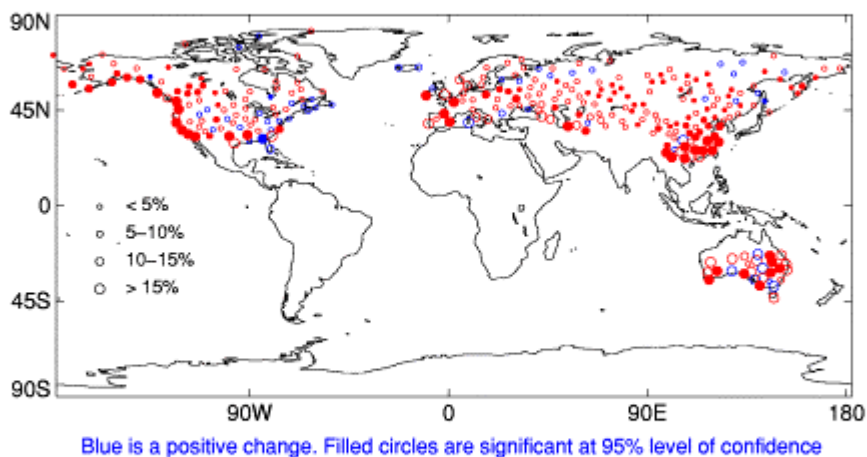 90N
45N
0
45S
90S
< 5%
5–10%
10–15%
> 15%
90W
0
90E
180
Blue is a positive change. Filled circles are significant at 95% level of confidence